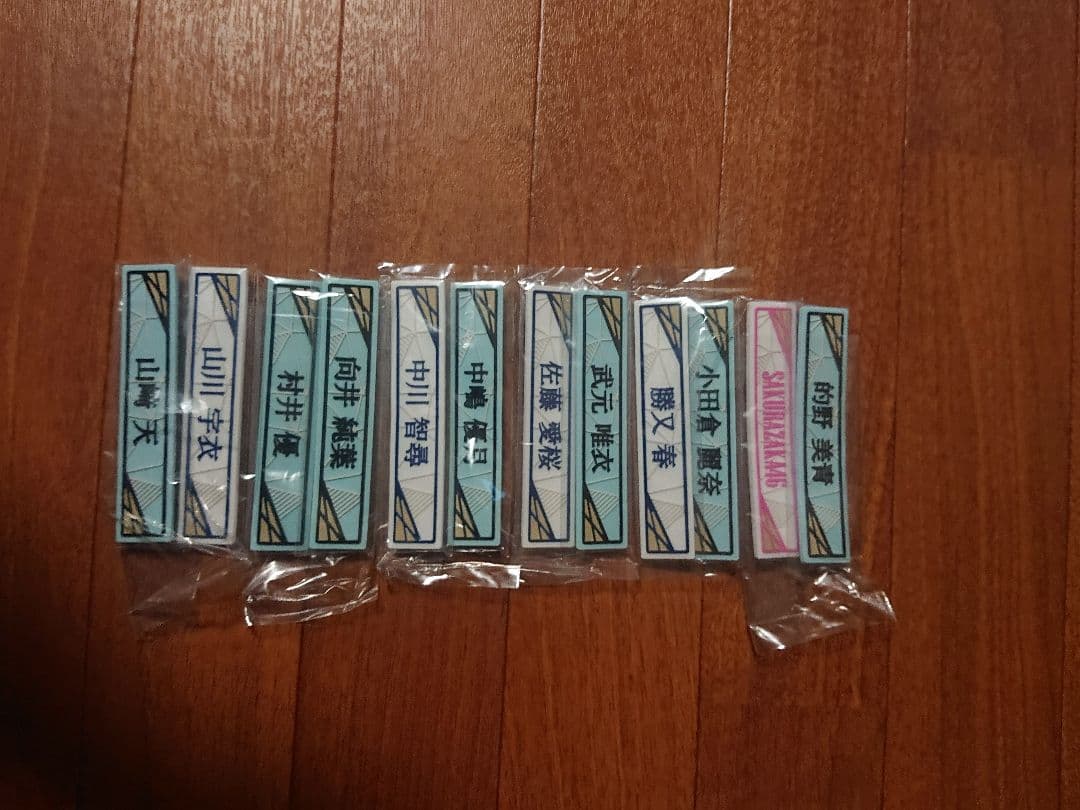 山﨑 天
山川 宇衣
村井 優
向井 純葉
中川 智尋
中嶋 優月
佐藤 愛桜
武元 唯衣
勝又 春
小田倉 麗奈
SAKURAZAKA46
的野 美青